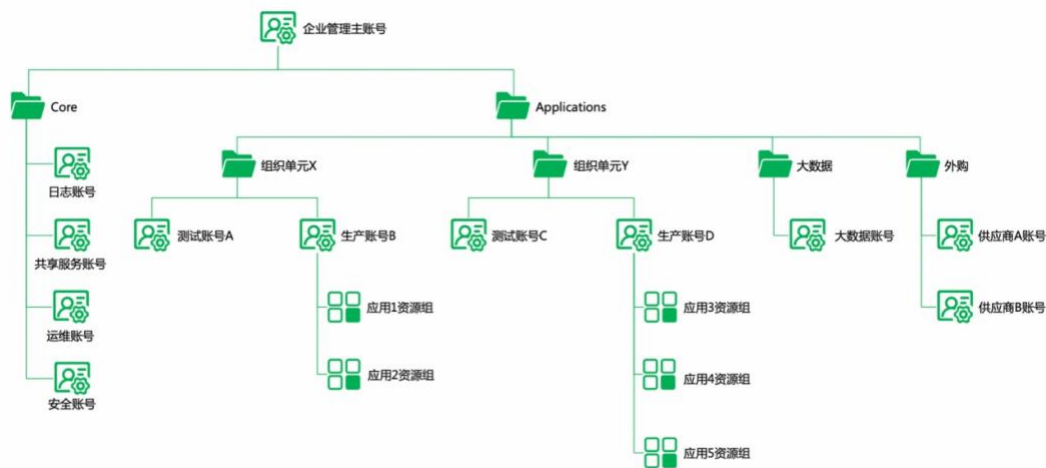 企业管理主账号
Core
Applications
日志账号
共享服务账号
运维账号
安全账号
组织单元X
组织单元Y
大数据
外购
测试账号A
生产账号B
测试账号C
生产账号D
大数据账号
供应商A账号
供应商B账号
应用1资源组
应用2资源组
应用3资源组
应用4资源组
应用5资源组